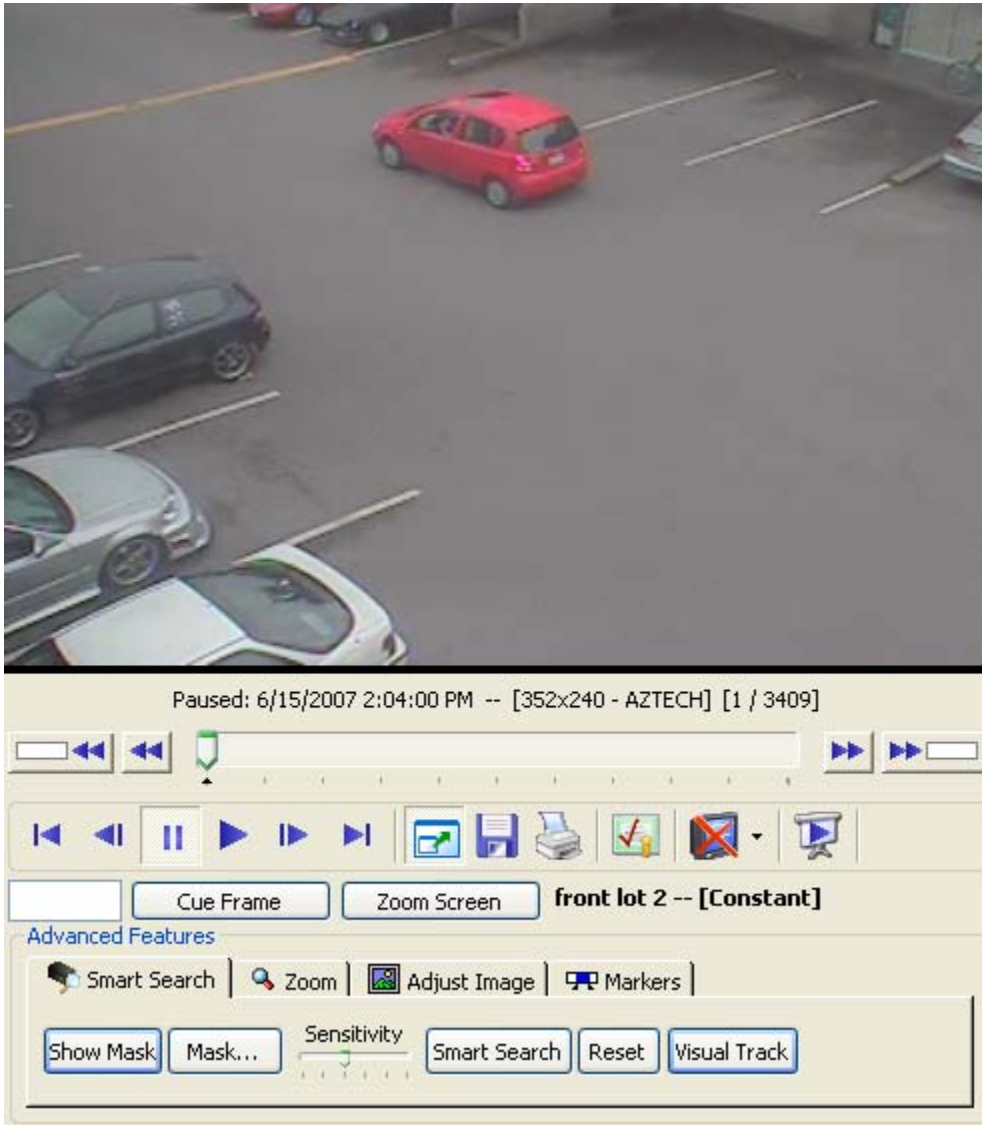 Paused: 6/15/2007 2:04:00 PM -- [352x240 - AZTECH] [1 / 3409]
Cue Frame
Zoom Screen
front lot 2 -- [Constant]
Advanced Features
Smart Search
Zoom
Adjust Image
Markers
Show Mask
Mask...
Sensitivity
Smart Search
Reset
Visual Track